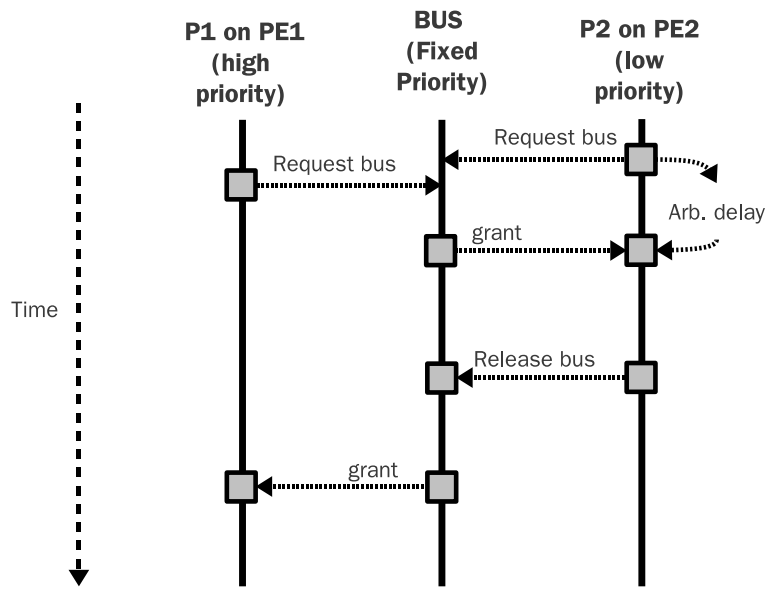 P1 on PE1
(high
priority)
BUS
(Fixed
Priority)
P2 on PE2
(low
priority)
Request bus
Request bus
Arb. delay
grant
Time
Release bus
grant